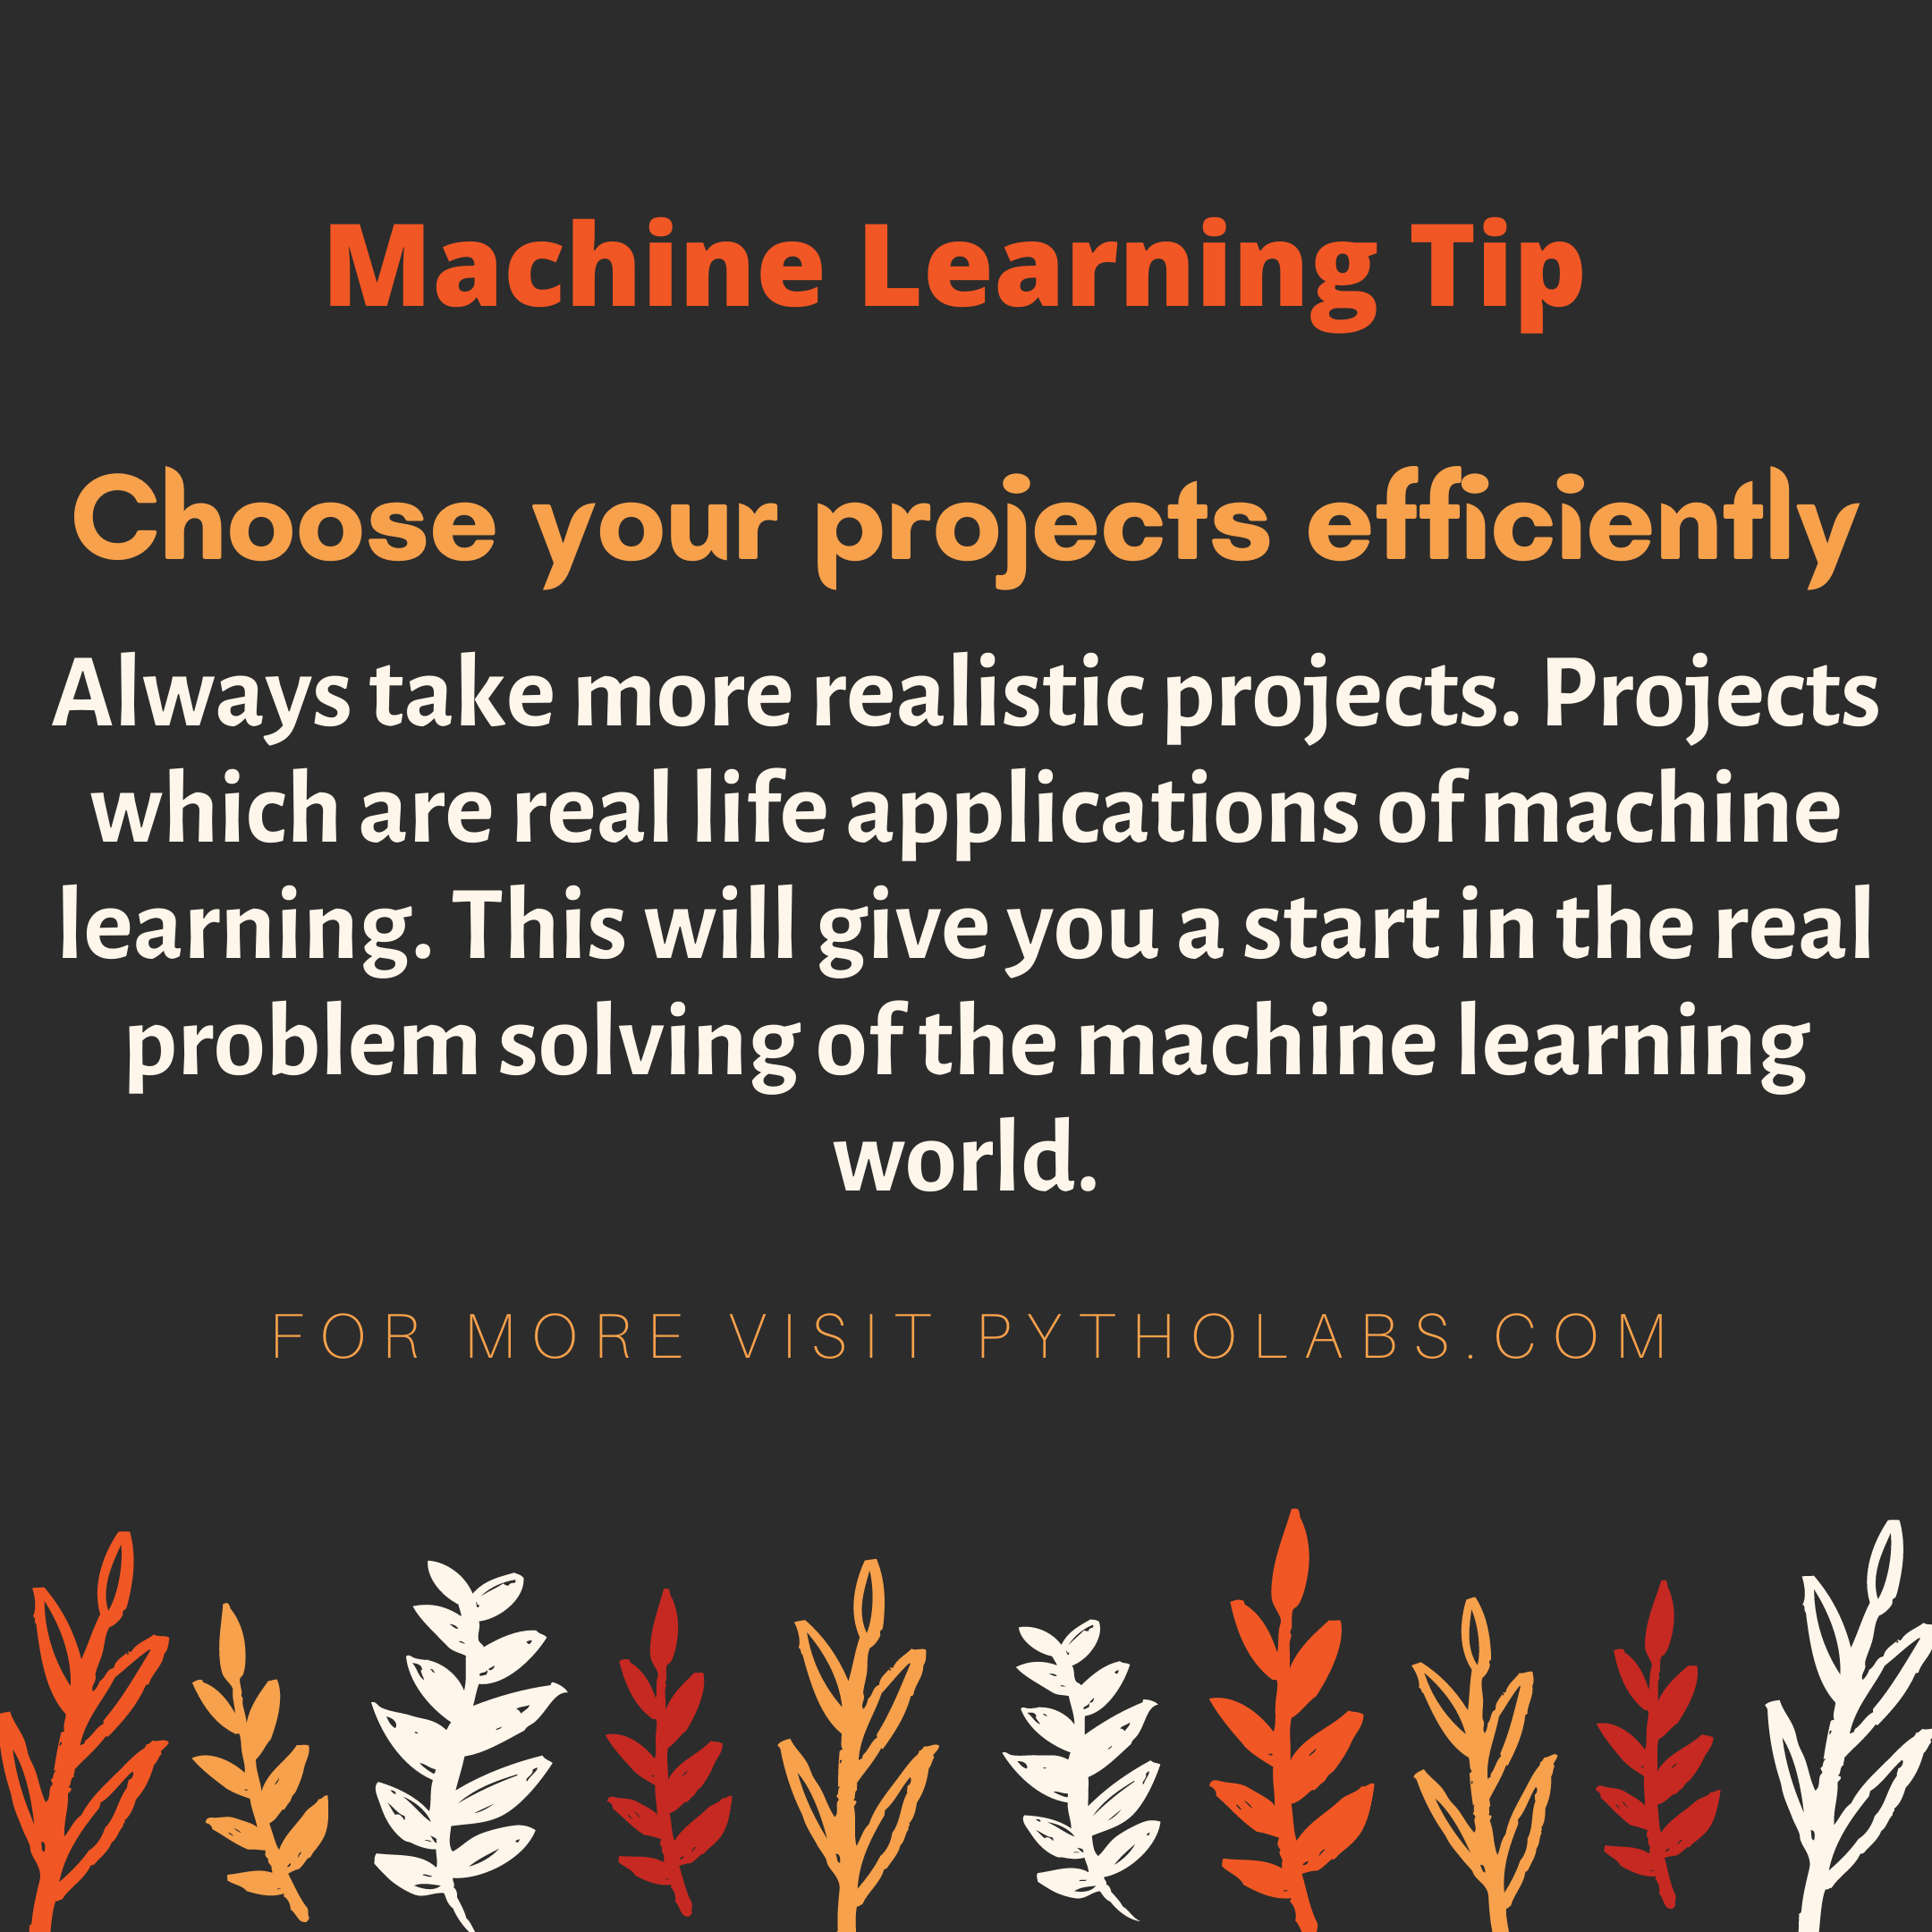 Machine Learning Tip
Choose your projects efficiently
Always take more realistic projects. Projects
which are real life applications of machine
learning. This will give you a start in the real
problem solving of the machine learning
world.
FOR MORE VISIT PYTHOLABS.COM